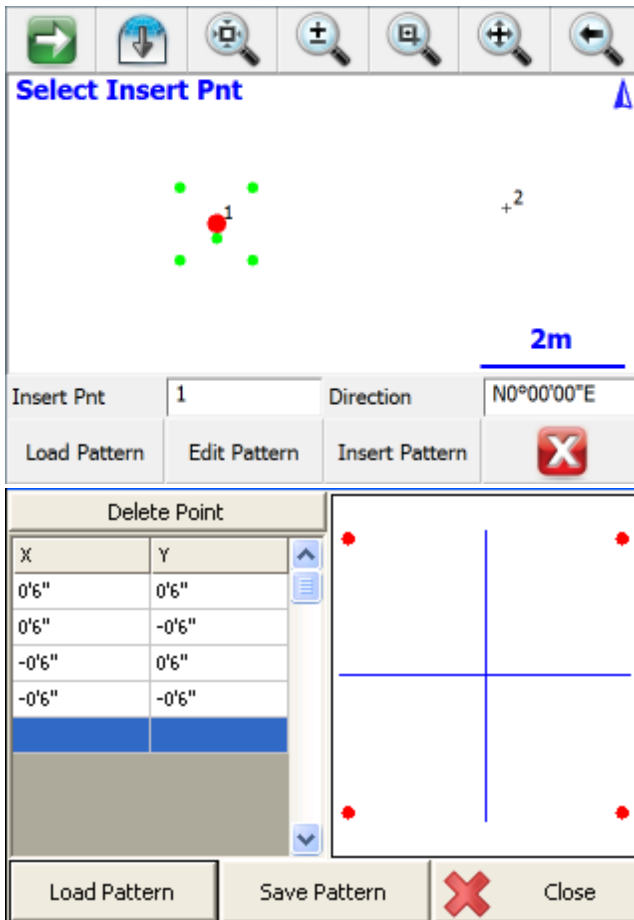 Select Insert Pnt
1
2
2m
Insert Pnt 1 Direction N0°00'00"E
Load Pattern Edit Pattern Insert Pattern
Delete Point
X Y
0'6" 0'6"
0'6" -0'6"
-0'6" 0'6"
-0'6" -0'6"
Load Pattern Save Pattern Close